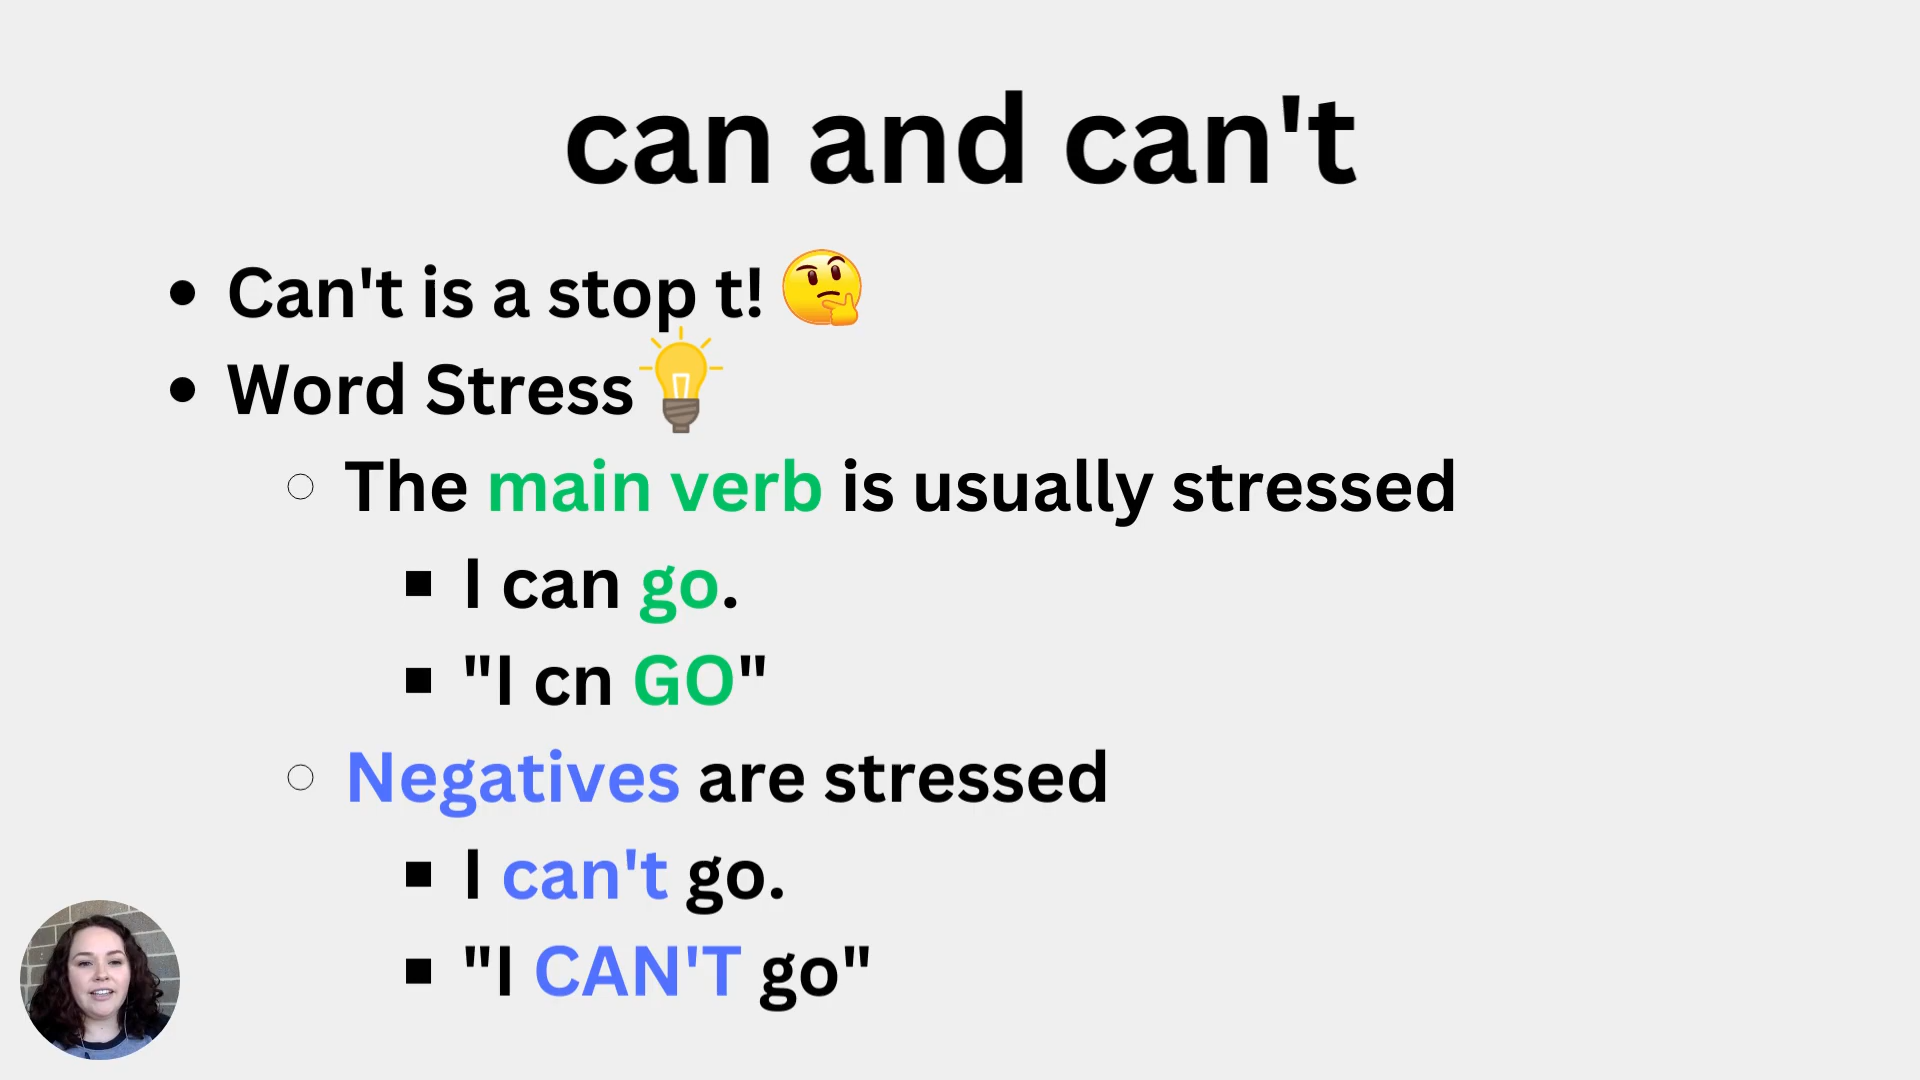 can and can't
Can't is a stop t! 🤔
Word Stress💡
The main verb is usually stressed
I can go.
"I cn GO"
Negatives are stressed
I can't go.
"I CAN'T go"